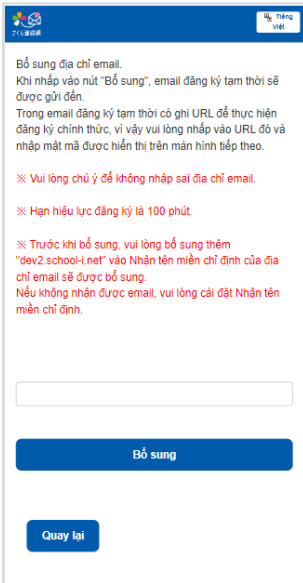 さくら連絡網
Tiếng
Việt
Bổ sung địa chỉ email.
Khi nhấp vào nút "Bổ sung", email đăng ký tạm thời sẽ
được gửi đến.
Trong email đăng ký tạm thời có ghi URL để thực hiện
đăng ký chính thức, vì vậy vui lòng nhấp vào URL đó và
nhập mật mã được hiển thị trên màn hình tiếp theo.
※ Vui lòng chú ý để không nhập sai địa chỉ email.
※ Hạn hiệu lực đăng ký là 100 phút.
※ Trước khi bổ sung, vui lòng bổ sung thêm
"dev2.school-i.net" vào Nhận tên miền chỉ định của địa
chỉ email sẽ được bổ sung.
Nếu không nhận được email, vui lòng cài đặt Nhận tên
miền chỉ định.
Bổ sung
Quay lại